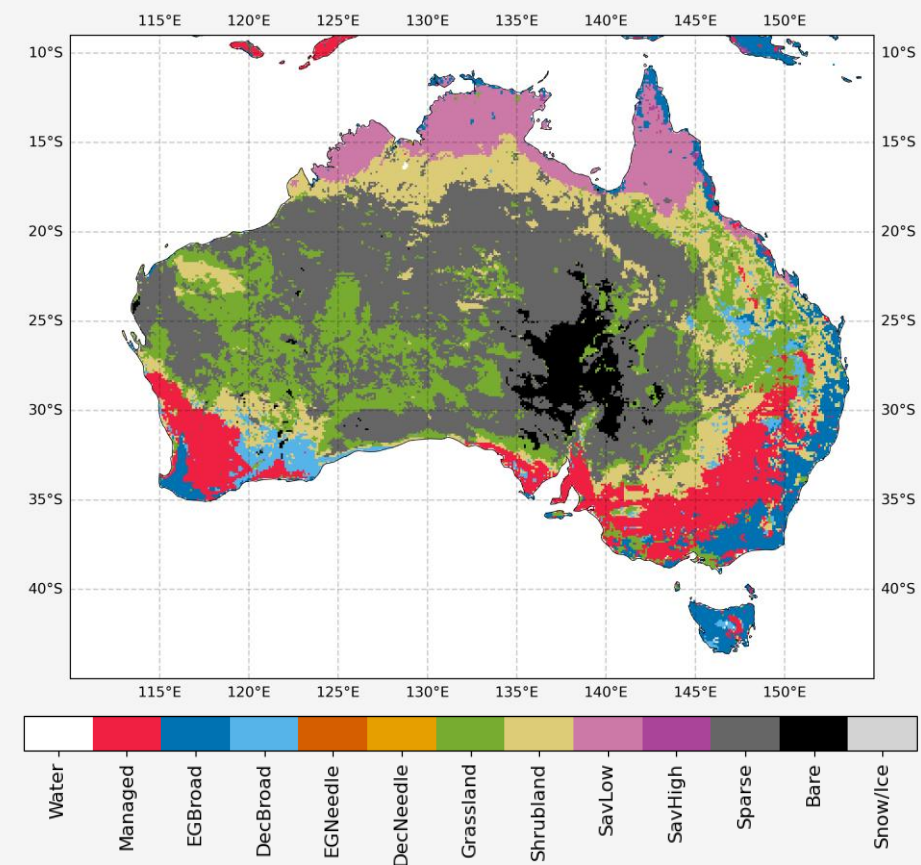 115°E 120°E 125°E 130°E 135°E 140°E 145°E 150°E
10°S 10°S
15°S 15°S
20°S 20°S
25°S 25°S
30°S 30°S
35°S 35°S
40°S 40°S
115°E 120°E 125°E 130°E 135°E 140°E 145°E 150°E
Water
Managed
EGBroad
DecBroad
EGNeedle
DecNeedle
Grassland
Shrubland
SavLow
SavHigh
Sparse
Bare
Snow/Ice